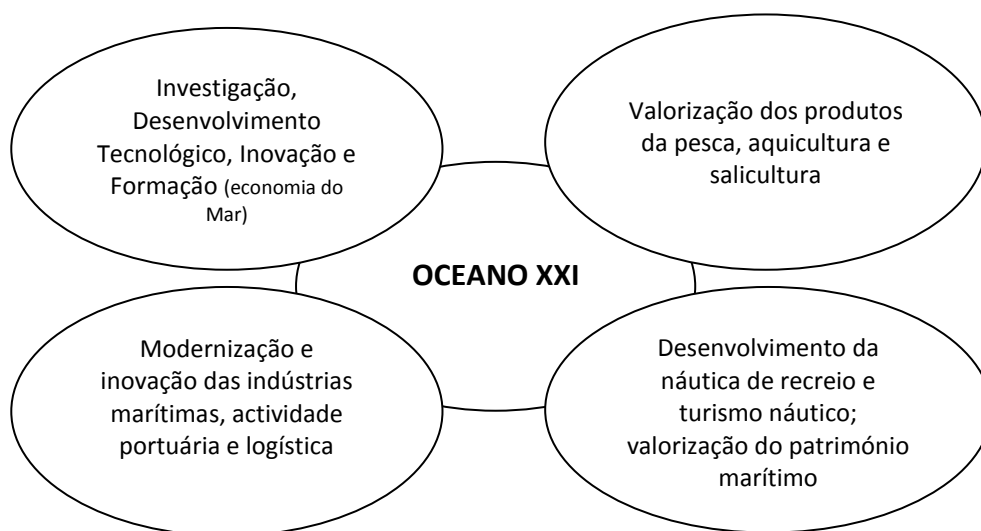 Investigação,
Desenvolvimento
Tecnológico, Inovação e
Formação (economia do
Mar)
Valorização dos produtos
da pesca, aquicultura e
salicultura
OCEANO XXI
Modernização e
inovação das indústrias
marítimas, actividade
portuária e logística
Desenvolvimento da
náutica de recreio e
turismo náutico;
valorização do património
marítimo